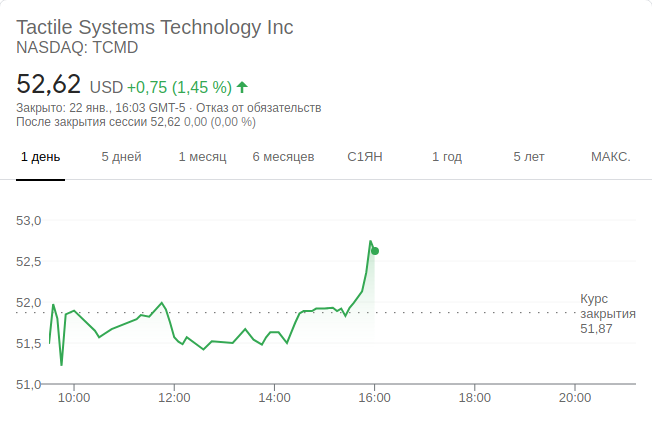 Tactile Systems Technology Inc
NASDAQ: TCMD
52,62 USD +0,75 (1,45 %)
Закрыто: 22 янв., 16:03 GMT-5 · Отказ от обязательств
После закрытия сессии 52,62 0,00 (0,00 %)
1 день 5 дней 1 месяц 6 месяцев С1ЯН 1 год 5 лет МАКС.
53,0
52,5
52,0
51,5
51,0
Курс
закрытия
51,87
10:00 12:00 14:00 16:00 18:00 20:00